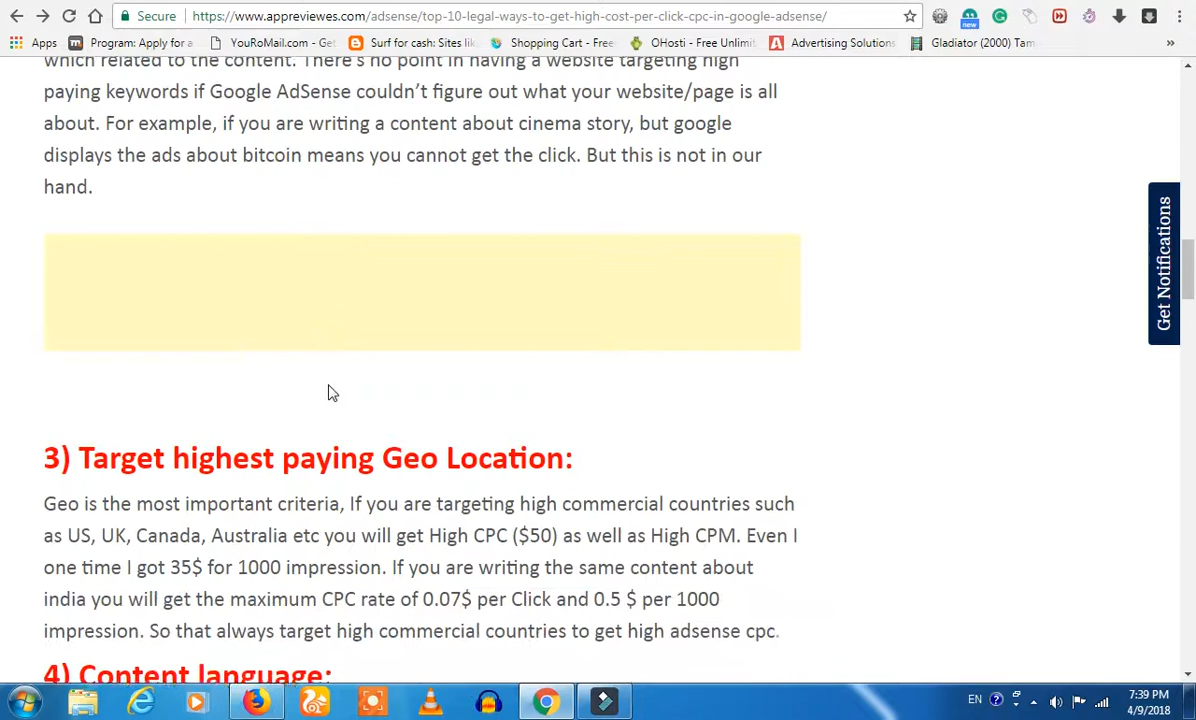 Secure https://www.appreviewes.com/adsense/top-10-legal-ways-to-get-high-cost-per-click-cpc-in-google-adsense/
new
Apps Program: Apply for a YouRoMail.com - Get Surf for cash: Sites lik Shopping Cart - Free OHosti - Free Unlimit Advertising Solutions Gladiator (2000) Tam »
which related to the content. There's no point in having a website targeting high
paying keywords if Google AdSense couldn't figure out what your website/page is all
about. For example, if you are writing a content about cinema story, but google
displays the ads about bitcoin means you cannot get the click. But this is not in our
hand.
Get Notifications
3) Target highest paying Geo Location:
Geo is the most important criteria, If you are targeting high commercial countries such
as US, UK, Canada, Australia etc you will get High CPC ($50) as well as High CPM. Even I
one time I got 35$ for 1000 impression. If you are writing the same content about
india you will get the maximum CPC rate of 0.07$ per Click and 0.5 $ per 1000
impression. So that always target high commercial countries to get high adsense cpc.
4) Content language:
EN
7:39 PM
4/9/2018